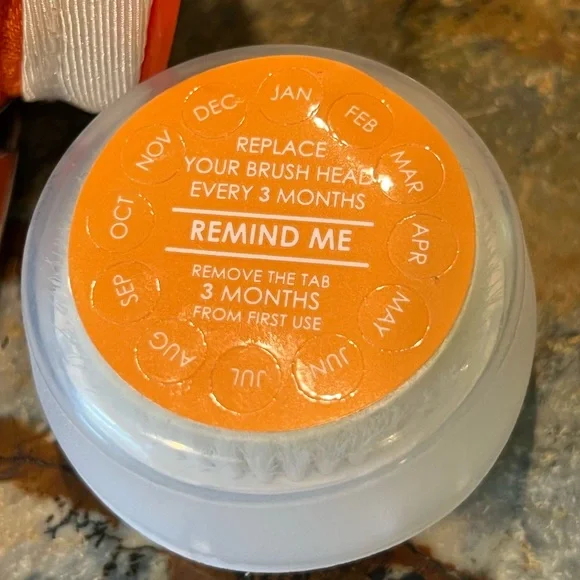 JAN
FEB
MAR
APR
MAY
JUN
JUL
AUG
SEP
OCT
NOV
DEC
REPLACE
YOUR BRUSH HEAD
EVERY 3 MONTHS
REMIND ME
REMOVE THE TAB
3 MONTHS
FROM FIRST USE